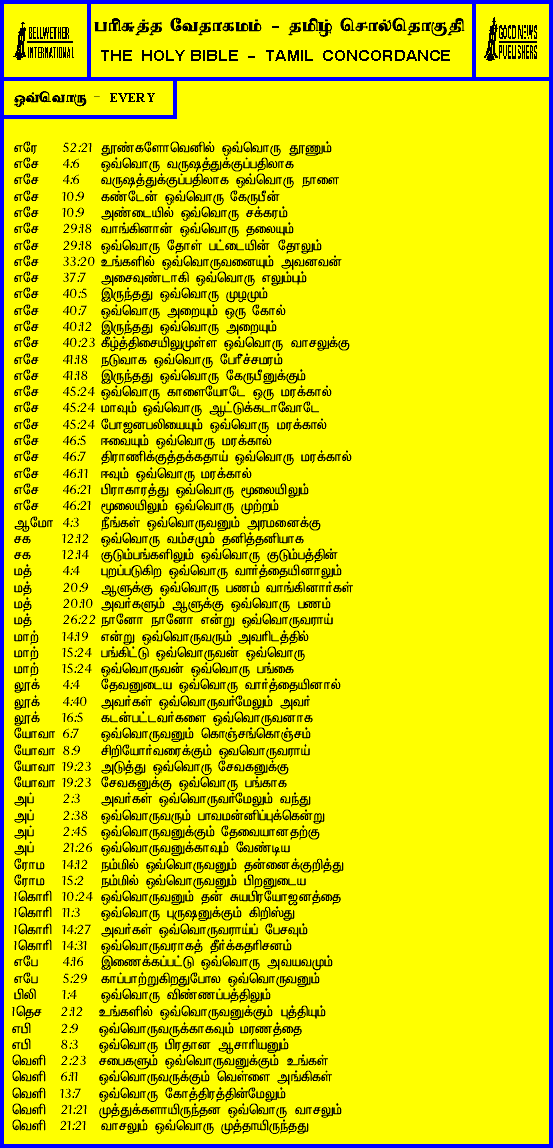 BELLWETHER
INTERNATIONAL
பரிசுத்த வேதாகமம் - தமிழ் சொல்தொகுதி
THE HOLY BIBLE - TAMIL CONCORDANCE
GOOD NEWS
PUBLISHERS
ஒவ்வொரு - EVERY
எரே 52:21 தூண்களோவெனில் ஒவ்வொரு தூணும்
எசே 4:6 ஒவ்வொரு வருஷத்துக்குப்பதிலாக
எசே 4:6 வருஷத்துக்குப்பதிலாக ஒவ்வொரு நாளை
எசே 10:9 கண்டேன் ஒவ்வொரு கேருபீன்
எசே 10:9 அண்டையில் ஒவ்வொரு சக்கரம்
எசே 29:18 வாங்கினான் ஒவ்வொரு தலையும்
எசே 29:18 ஒவ்வொரு தோள் பட்டையின் தோலும்
எசே 33:20 உங்களில் ஒவ்வொருவனையும் அவனவன்
எசே 37:7 அசைவுண்டாகி ஒவ்வொரு எலும்பும்
எசே 40:5 இருந்தது ஒவ்வொரு முழமும்
எசே 40:7 ஒவ்வொரு அறையும் ஒரு கோல்
எசே 40:12 இருந்தது ஒவ்வொரு அறையும்
எசே 40:23 கீழ்த்திசையிலுமுள்ள ஒவ்வொரு வாசலுக்கு
எசே 41:18 நடுவாக ஒவ்வொரு பேரீச்சமரம்
எசே 41:18 இருந்தது ஒவ்வொரு கேருபீனுக்கும்
எசே 45:24 ஒவ்வொரு காளையோடே ஒரு மரக்கால்
எசே 45:24 மாவும் ஒவ்வொரு ஆட்டுக்கடாவோடே
எசே 45:24 போஜனபலியையும் ஒவ்வொரு மரக்கால்
எசே 46:5 ஈவையும் ஒவ்வொரு மரக்கால்
எசே 46:7 திராணிக்குத்தக்கதாய் ஒவ்வொரு மரக்கால்
எசே 46:11 ஈவும் ஒவ்வொரு மரக்கால்
எசே 46:21 பிராகாரத்து ஒவ்வொரு மூலையிலும்
எசே 46:21 மூலையிலும் ஒவ்வொரு முற்றம்
ஆமோ 4:3 நீங்கள் ஒவ்வொருவனும் அரமனைக்கு
சக 12:12 ஒவ்வொரு வம்சமும் தனித்தனியாக
சக 12:14 குடும்பங்களிலும் ஒவ்வொரு குடும்பத்தின்
மத் 4:4 புறப்படுகிற ஒவ்வொரு வார்த்தையினாலும்
மத் 20:9 ஆளுக்கு ஒவ்வொரு பணம் வாங்கினார்கள்
மத் 20:10 அவர்களும் ஆளுக்கு ஒவ்வொரு பணம்
மத் 26:22 நானோ நானோ என்று ஒவ்வொருவராய்
மாற் 14:19 என்று ஒவ்வொருவரும் அவரிடத்தில்
மாற் 15:24 பங்கிட்டு ஒவ்வொருவன் ஒவ்வொரு
மாற் 15:24 ஒவ்வொருவன் ஒவ்வொரு பங்கை
லூக் 4:4 தேவனுடைய ஒவ்வொரு வார்த்தையினால்
லூக் 4:40 அவர்கள் ஒவ்வொருவர்மேலும் அவர்
லூக் 16:5 கடன்பட்டவர்களை ஒவ்வொருவனாக
யோவா 6:7 ஒவ்வொருவனும் கொஞ்சங்கொஞ்சம்
யோவா 8:9 சிறியோர்வரைக்கும் ஒவவொருவராய்
யோவா 19:23 அடுத்து ஒவ்வொரு சேவகனுக்கு
யோவா 19:23 சேவகனுக்கு ஒவ்வொரு பங்காக
அப் 2:3 அவர்கள் ஒவ்வொருவர்மேலும் வந்து
அப் 2:38 ஒவ்வொருவரும் பாவமன்னிப்புக்கென்று
அப் 2:45 ஒவ்வொருவனுக்கும் தேவையானதற்கு
அப் 21:26 ஒவ்வொருவனுக்காவும் வேண்டிய
ரோம 14:12 நம்மில் ஒவ்வொருவனும் தன்னைக்குறித்து
ரோம 15:2 நம்மில் ஒவ்வொருவனும் பிறனுடைய
1கொரி 10:24 ஒவ்வொருவனும் தன் சுயபிரயோஜனத்தை
1கொரி 11:3 ஒவ்வொரு புருஷனுக்கும் கிறிஸ்து
1கொரி 14:27 அவர்கள் ஒவ்வொருவராய்ப் பேசவும்
1கொரி 14:31 ஒவ்வொருவராகத் தீர்க்கதரிசனம்
எபே 4:16 இணைக்கப்பட்டு ஒவ்வொரு அவயவமும்
எபே 5:29 காப்பாற்றுகிறதுபோல ஒவ்வொருவனும்
பிலி 1:4 ஒவ்வொரு விண்ணப்பத்திலும்
1தெச 2:12 உங்களில் ஒவ்வொருவனுக்கும் புத்தியும்
எபி 2:9 ஒவ்வொருவருக்காகவும் மரணத்தை
எபி 8:3 ஒவ்வொரு பிரதான ஆசாரியனும்
வெளி 2:23 சபைகளும் ஒவ்வொருவனுக்கும் உங்கள்
வெளி 6:11 ஒவ்வொருவருக்கும் வெள்ளை அங்கிகள்
வெளி 13:7 ஒவ்வொரு கோத்திரத்தின்மேலும்
வெளி 21:21 முத்துக்களாயிருந்தன ஒவ்வொரு வாசலும்
வெளி 21:21 வாசலும் ஒவ்வொரு முத்தாயிருந்தது